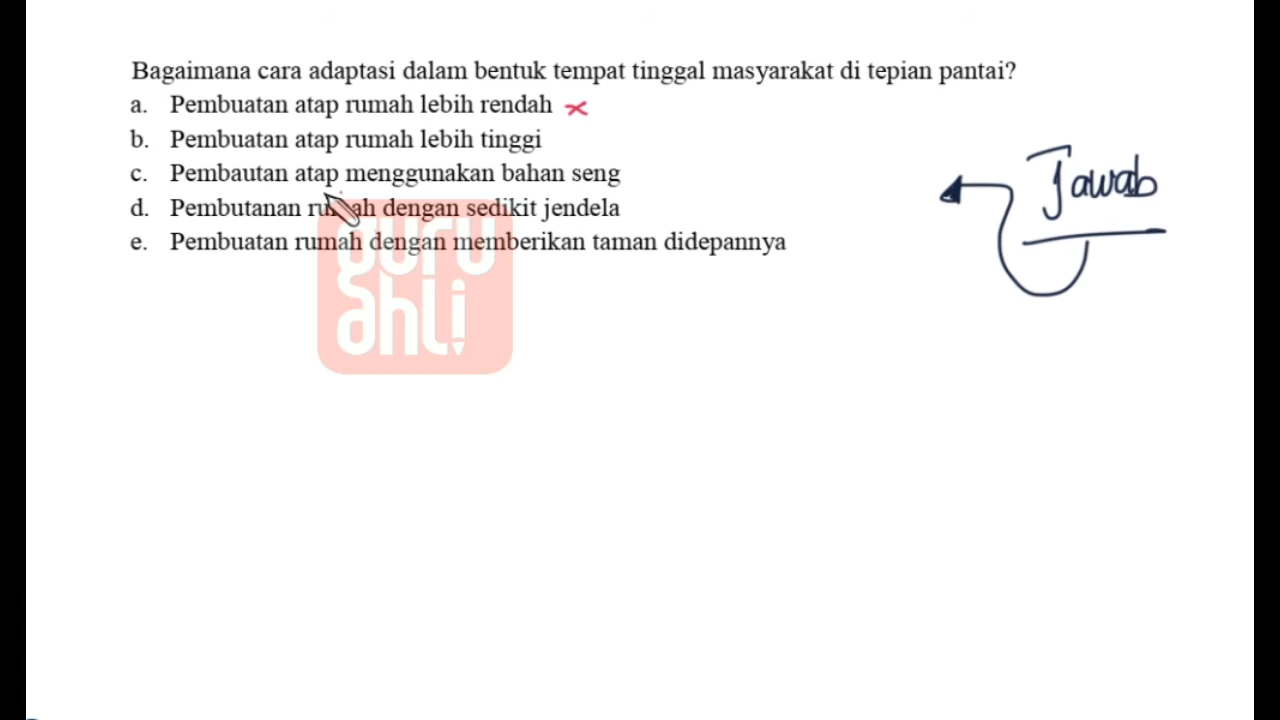 Bagaimana cara adaptasi dalam bentuk tempat tinggal masyarakat di tepian pantai?
a. Pembuatan atap rumah lebih rendah
b. Pembuatan atap rumah lebih tinggi
c. Pembautan atap menggunakan bahan seng
d. Pembutanan rumah dengan sedikit jendela
e. Pembuatan rumah dengan memberikan taman didepannya
Jawab
guru
ahli